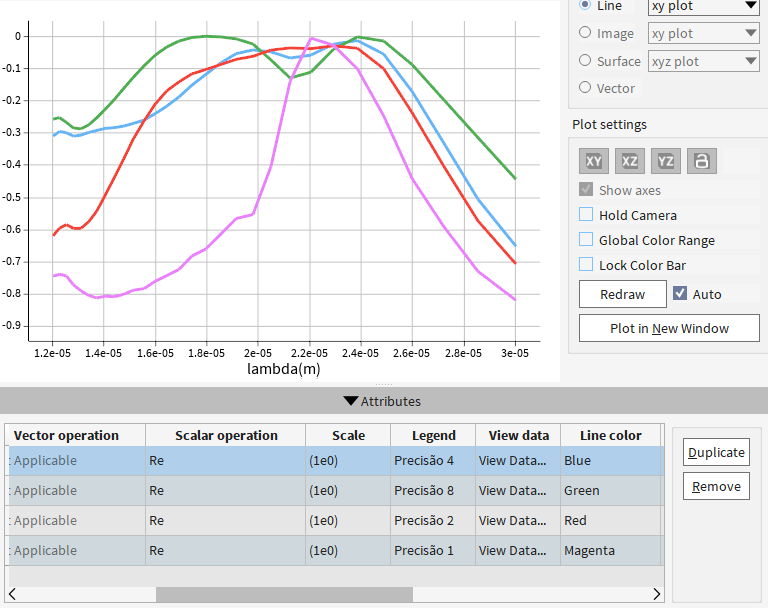 Line
xy plot
Image
xy plot
Surface
xyz plot
Vector
Plot settings
XY XZ YZ
Show axes
Hold Camera
Global Color Range
Lock Color Bar
Redraw
Auto
Plot in New Window
0
-0.1
-0.2
-0.3
-0.4
-0.5
-0.6
-0.7
-0.8
-0.9
1.2e-05 1.4e-05 1.6e-05 1.8e-05 2e-05 2.2e-05 2.4e-05 2.6e-05 2.8e-05 3e-05
lambda(m)
Attributes
Vector operation Scalar operation Scale Legend View data Line color
: Applicable Re (1e0) Precisão 4 View Data... Blue
: Applicable Re (1e0) Precisão 8 View Data... Green
: Applicable Re (1e0) Precisão 2 View Data... Red
: Applicable Re (1e0) Precisão 1 View Data... Magenta
Duplicate
Remove